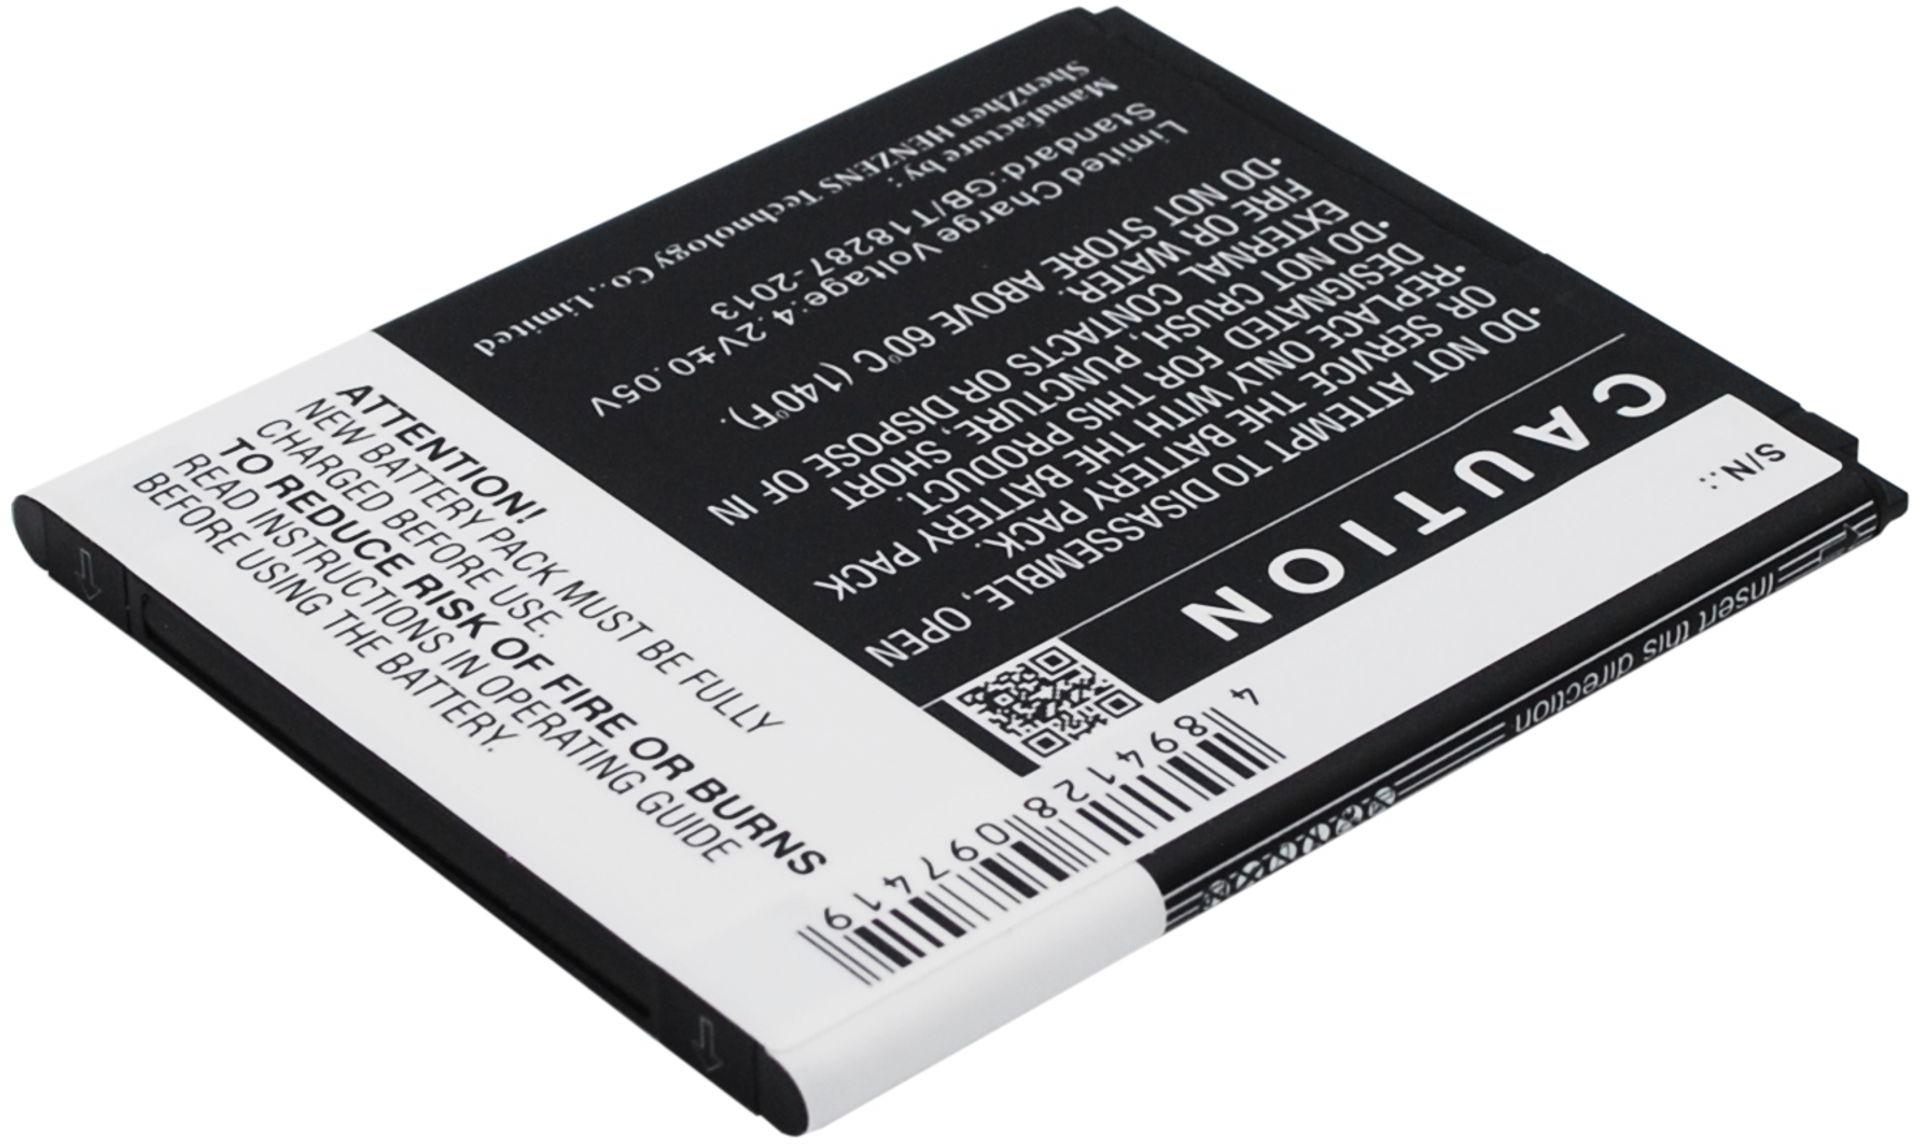 S/N.:
CAUTION
•DO NOT ATTEMPT TO DISASSEMBLE, OPEN
OR SERVICE THE BATTERY PACK.
•REPLACE ONLY WITH THE BATTERY PACK
DESIGNATED FOR THIS PRODUCT.
•DO NOT CRUSH, PUNCTURE, SHORT
EXTERNAL CONTACTS OR DISPOSE OF IN
FIRE OR WATER.
•DO NOT STORE ABOVE 60°C (140°F).
Limited Charge Voltage:4.2V±0.05V
Standard:GB/T18287-2013
Manufacture by:
ShenZhen HENZENS Technology Co., Limited
ATTENTION!
NEW BATTERY PACK MUST BE FULLY
CHARGED BEFORE USE.
TO REDUCE RISK OF FIRE OR BURNS
READ INSTRUCTIONS IN OPERATING GUIDE
BEFORE USING THE BATTERY.
4 894128 097419
Insert this direction